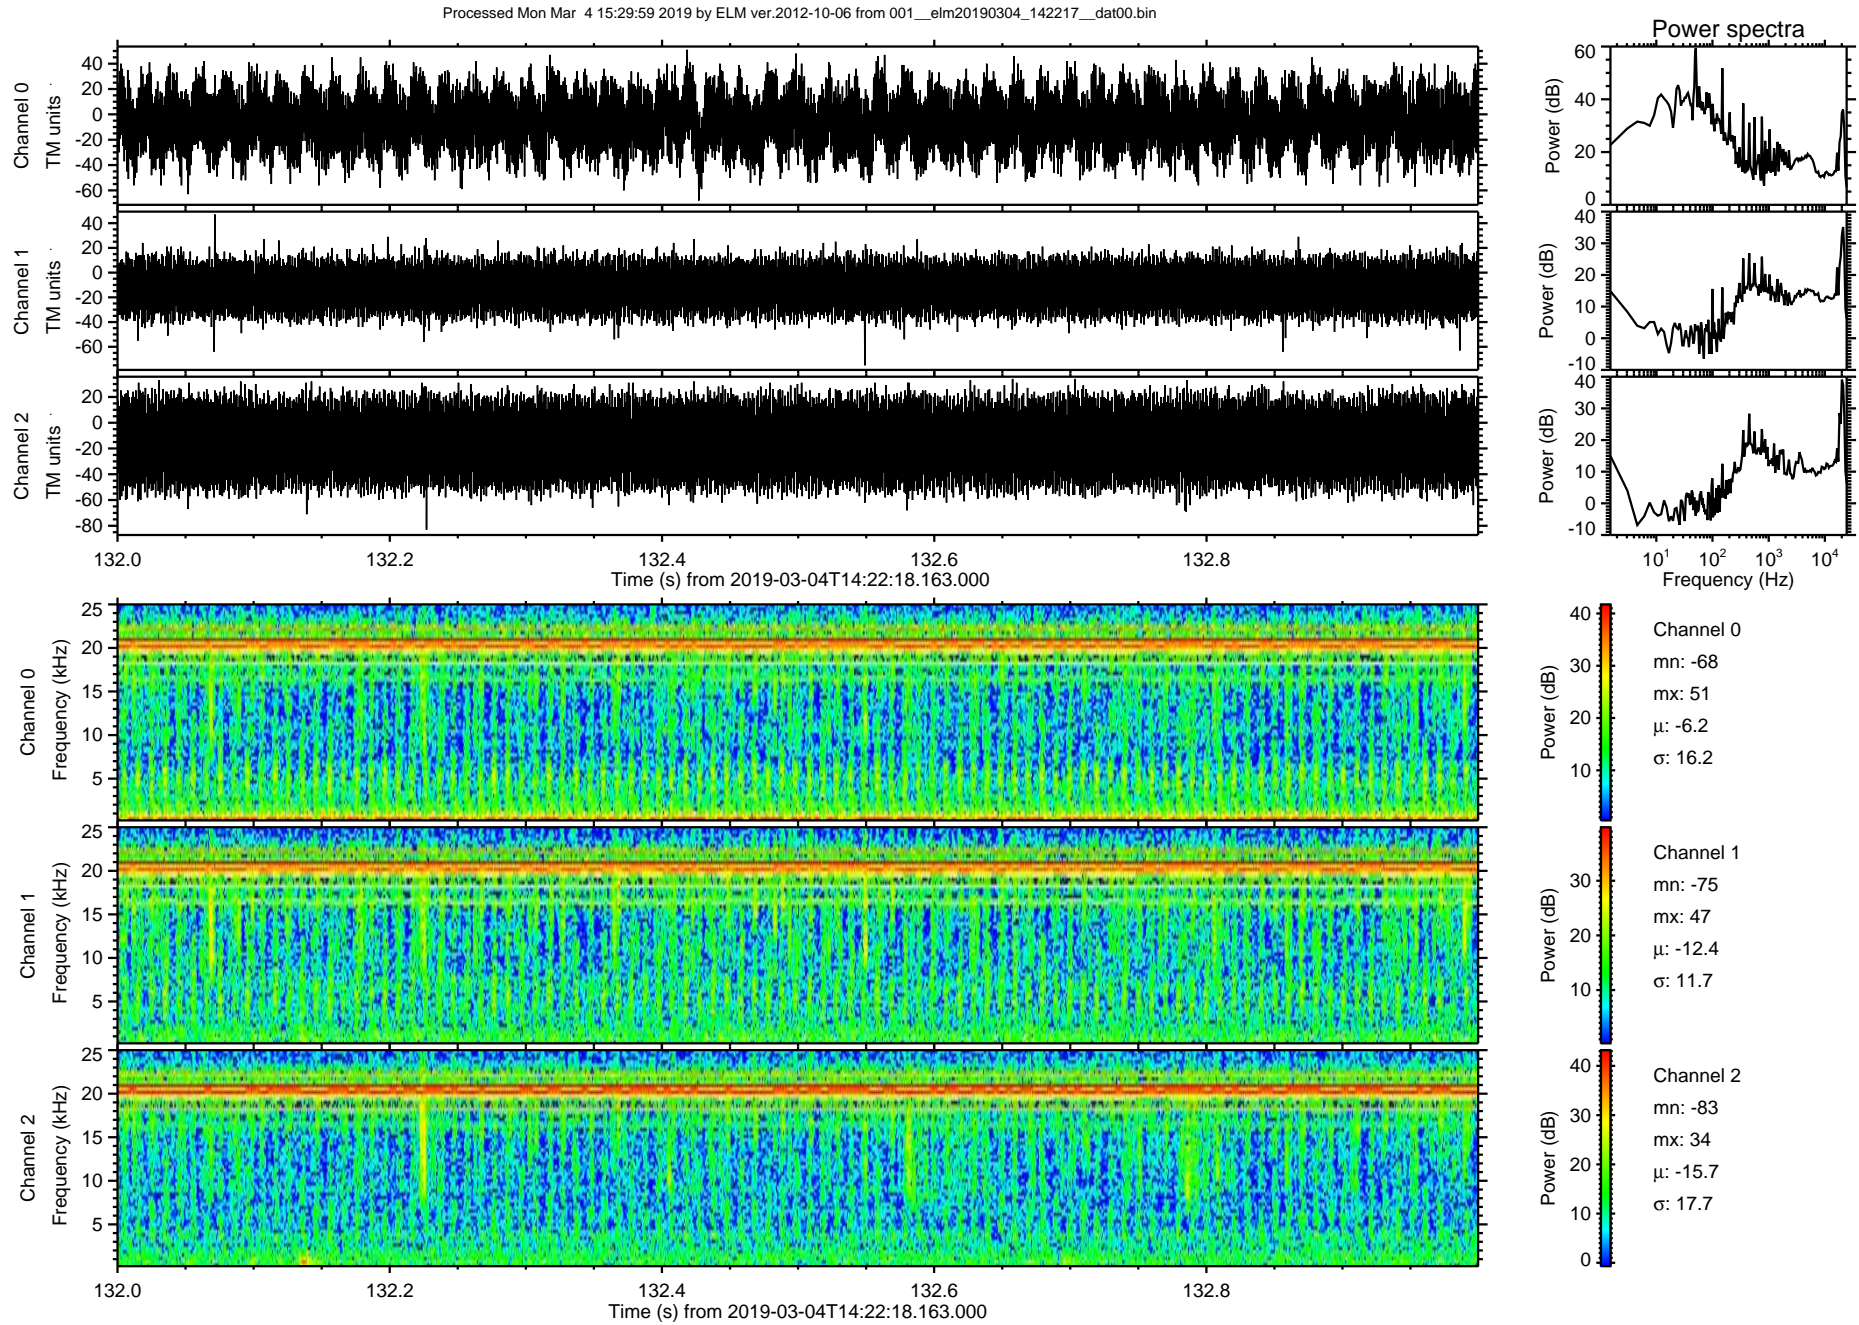 Processed Mon Mar  4 15:29:59 2019 by ELM ver.2012-10-06 from 001__elm20190304_142217__dat00.bin
Power spectra
Channel 0
TM units
40
20
0
-20
-40
-60
Power (dB)
60
40
20
0
Channel 1
TM units
40
20
0
-20
-40
-60
Power (dB)
40
30
20
10
0
-10
Channel 2
TM units
20
0
-20
-40
-60
-80
Power (dB)
40
30
20
10
0
-10
132.0 132.2 132.4 132.6 132.8
Time (s) from 2019-03-04T14:22:18.163.000
10^1 10^2 10^3 10^4
Frequency (Hz)
Channel 0
Frequency (kHz)
25
20
15
10
5
Power (dB)
40
30
20
10
Channel 0
mn: -68
mx: 51
μ: -6.2
σ: 16.2
Channel 1
Frequency (kHz)
25
20
15
10
5
Power (dB)
30
20
10
Channel 1
mn: -75
mx: 47
μ: -12.4
σ: 11.7
Channel 2
Frequency (kHz)
25
20
15
10
5
Power (dB)
40
30
20
10
0
Channel 2
mn: -83
mx: 34
μ: -15.7
σ: 17.7
132.0 132.2 132.4 132.6 132.8
Time (s) from 2019-03-04T14:22:18.163.000